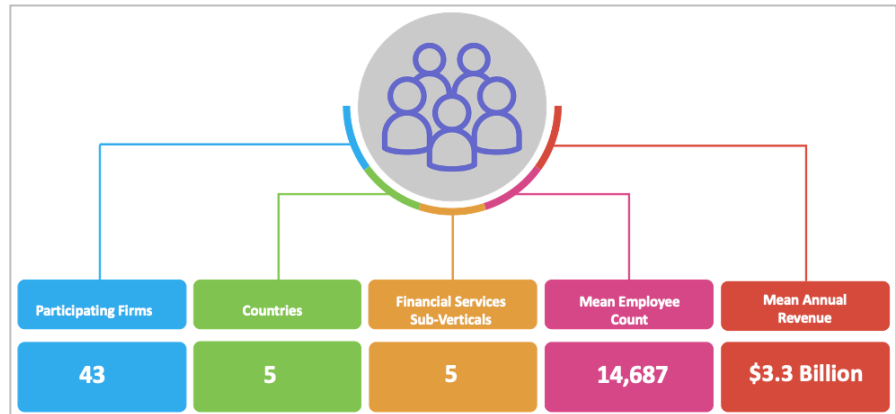 Participating Firms
Countries
Financial Services
Sub-Verticals
Mean Employee
Count
Mean Annual
Revenue
43
5
5
14,687
$3.3 Billion